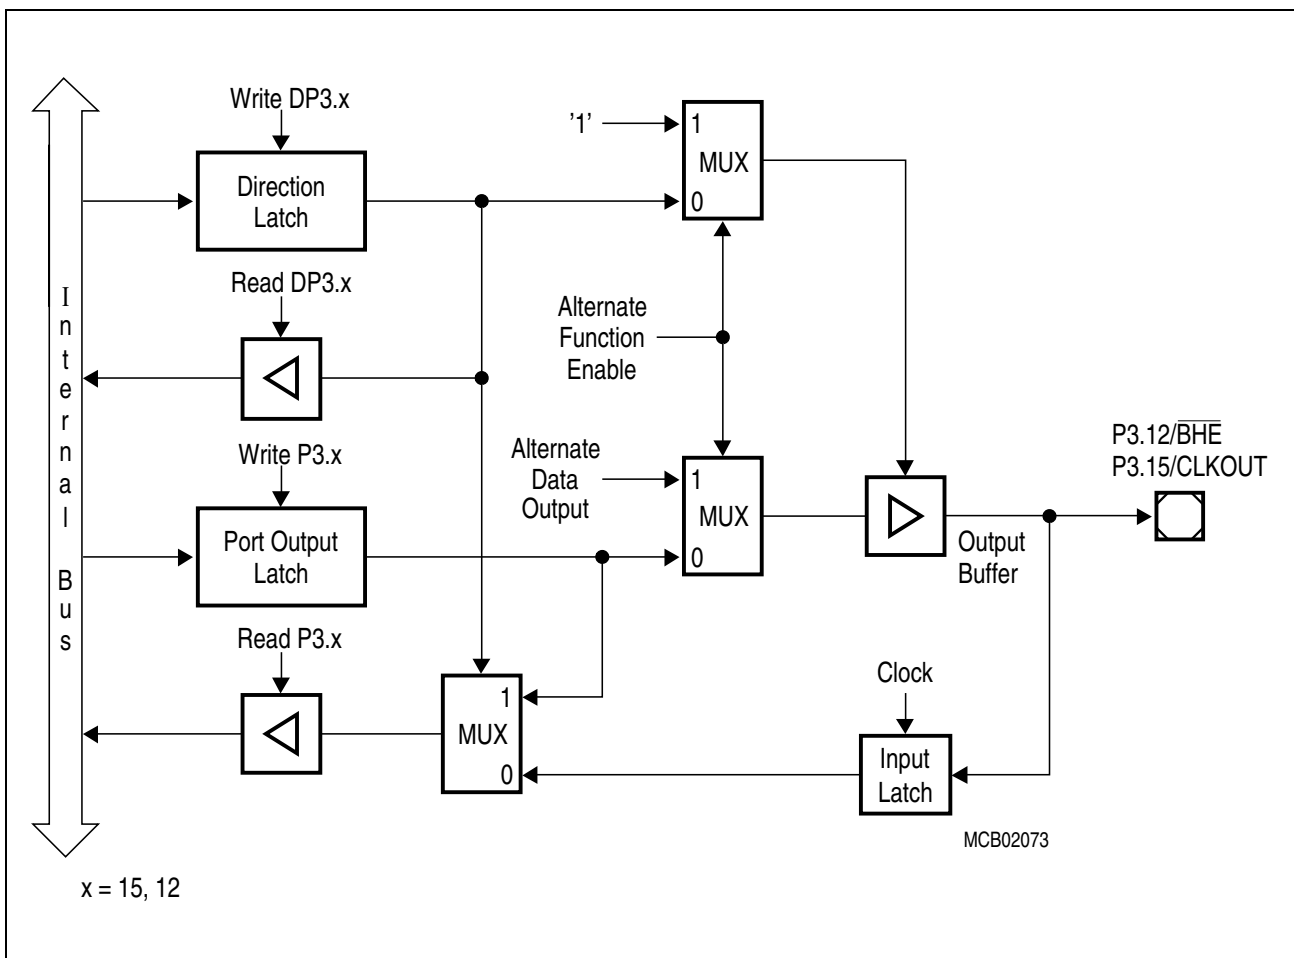 Write DP3.x
'1'
1
MUX
0
Direction
Latch
Read DP3.x
Internal Bus
Alternate
Function
Enable
Write P3.x
Alternate
Data
Output
1
MUX
0
P3.12/B̅H̅E̅
P3.15/CLKOUT
Port Output
Latch
Output
Buffer
Read P3.x
1
MUX
0
Clock
Input
Latch
MCB02073
x = 15, 12